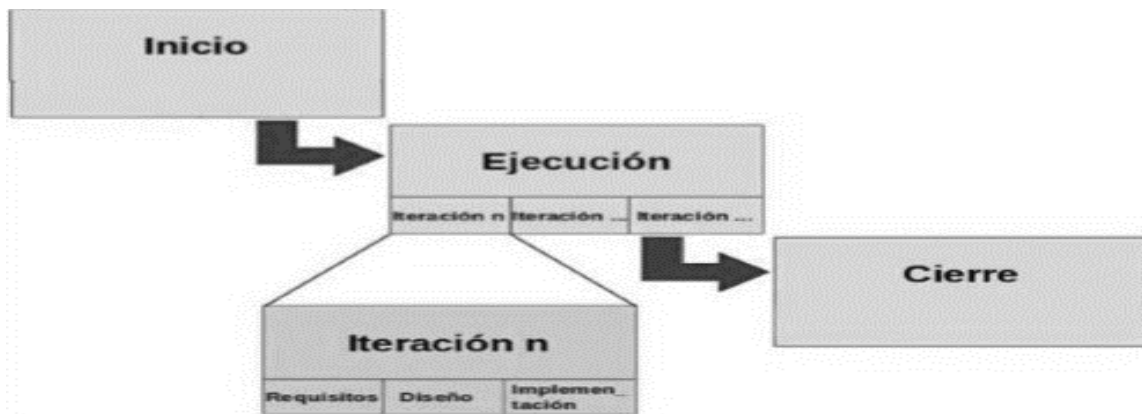 Inicio
Ejecución
Iteración n
Iteración ...
Iteración ...
Cierre
Iteración n
Requisitos
Diseño
Implemen_
tación